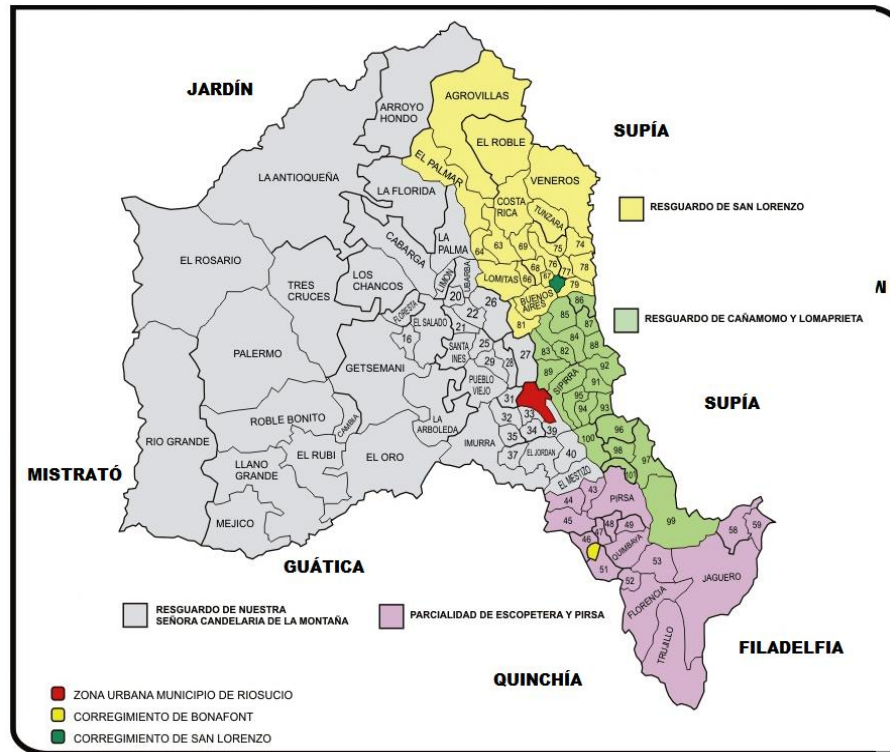 JARDÍN
SUPÍA
ARROYO
HONDO
AGROVILLAS
EL ROBLE
EL PALMAR
VENEROS
LA ANTIOQUEÑA
LA FLORIDA
COSTA
RICA
TUNZARA
RESGUARDO DE SAN LORENZO
CABARGA
LA
PALMA
64
63
69
75
74
EL ROSARIO
TRES
CRUCES
LOS
CHANCOS
LIMON
LIBARBA
LOMITAS
66
68
67
76
77
78
79
N
20
22
26
BUENOS
AIRES
81
86
85
87
RESGUARDO DE CAÑAMOMO Y LOMAPRIETA
FLORESTA
16
EL SALADO
21
SANTA
INES
25
29
28
27
84
83
82
88
PALERMO
GETSEMANI
PUEBLO
VIEJO
89
SIPIRRA
92
91
95
94
93
SUPÍA
31
32
33
34
39
35
37
ROBLE BONITO
CAMBIA
LA
ARBOLEDA
RIO GRANDE
LLANO
GRANDE
EL RUBI
EL ORO
IMURRA
EL JORDAN
40
100
96
98
97
101
MISTRATÓ
EL MESTIZO
MEJICO
44
43
PIRSA
45
99
58
59
46
47
48
49
QUIMBAYA
51
53
52
JAGUERO
FLORENCIA
TRUJILLO
GUÁTICA
RESGUARDO DE NUESTRA
SEÑORA CANDELARIA DE LA MONTAÑA
PARCIALIDAD DE ESCOPETERA Y PIRSA
FILADELFIA
QUINCHÍA
ZONA URBANA MUNICIPIO DE RIOSUCIO
CORREGIMIENTO DE BONAFONT
CORREGIMIENTO DE SAN LORENZO